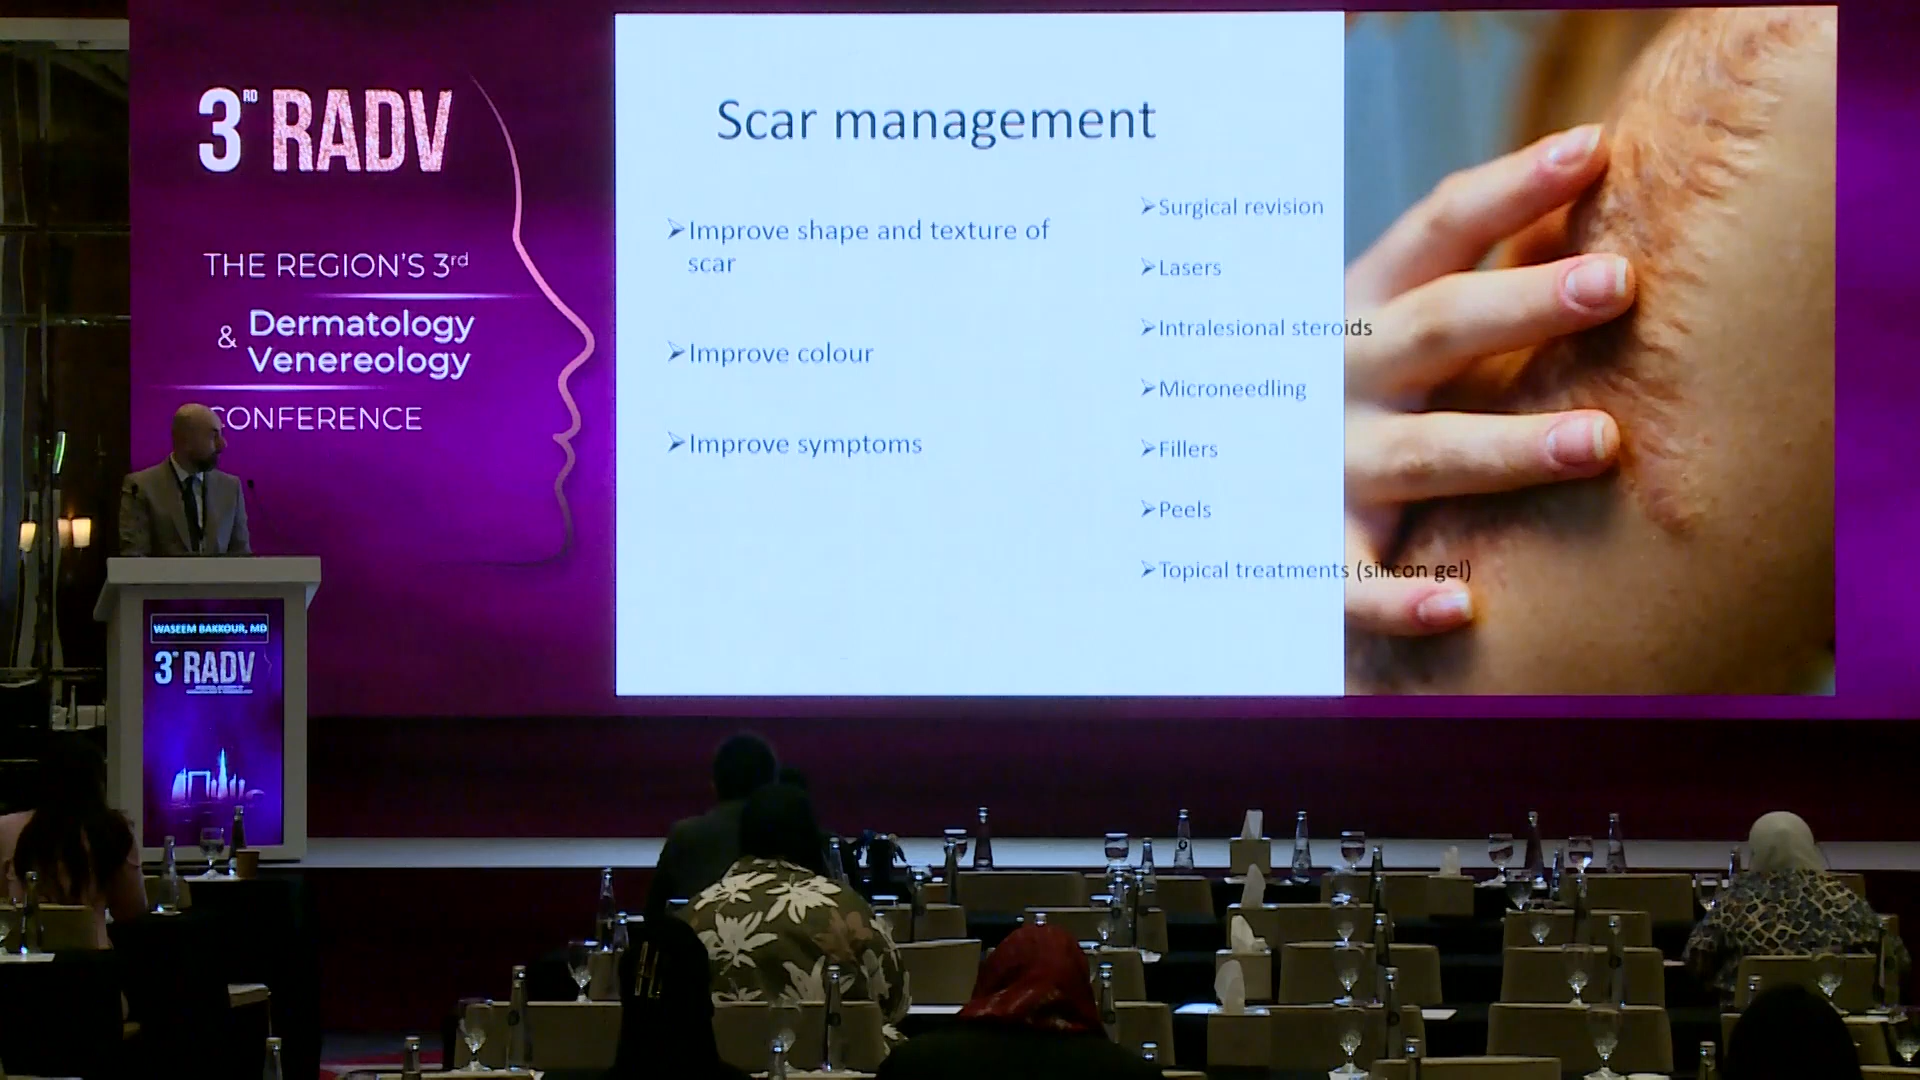 3RD RADV
THE REGION'S 3rd
& Dermatology
Venereology
CONFERENCE
WASEEM BAKKOUR, MD
3 RADV
Scar management
➢Improve shape and texture of
scar
➢Improve colour
➢Improve symptoms
➢Surgical revision
➢Lasers
➢Intralesional steroids
➢Microneedling
➢Fillers
➢Peels
➢Topical treatments (silicon gel)